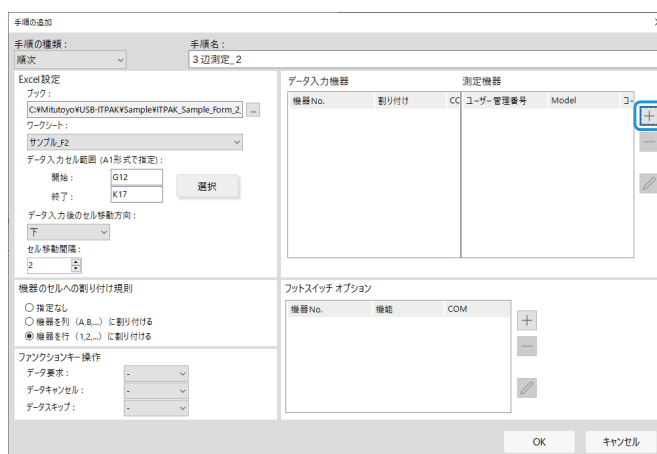 手順の追加
手順の種類：
手順名：
順次
3辺測定_2
Excel設定
ブック：
C:¥Mitutoyo¥USB-ITPAK¥Sample¥ITPAK_Sample_Form_2_
...
ワークシート：
サンプル_F2
データ入力セル範囲 (A1形式で指定)：
開始：
G12
終了：
K17
選択
データ入力後のセル移動方向：
下
セル移動間隔：
2
データ入力機器
測定機器
機器No.
割り付け
CC
ユーザー管理番号
Model
コ-
機器のセルへの割り付け規則
指定なし
機器を列 (A,B,...) に割り付ける
機器を行 (1,2,...) に割り付ける
ファンクションキー操作
データ要求：
-
データキャンセル：
-
データスキップ：
-
フットスイッチ オプション
機器No.
機能
COM
OK
キャンセル